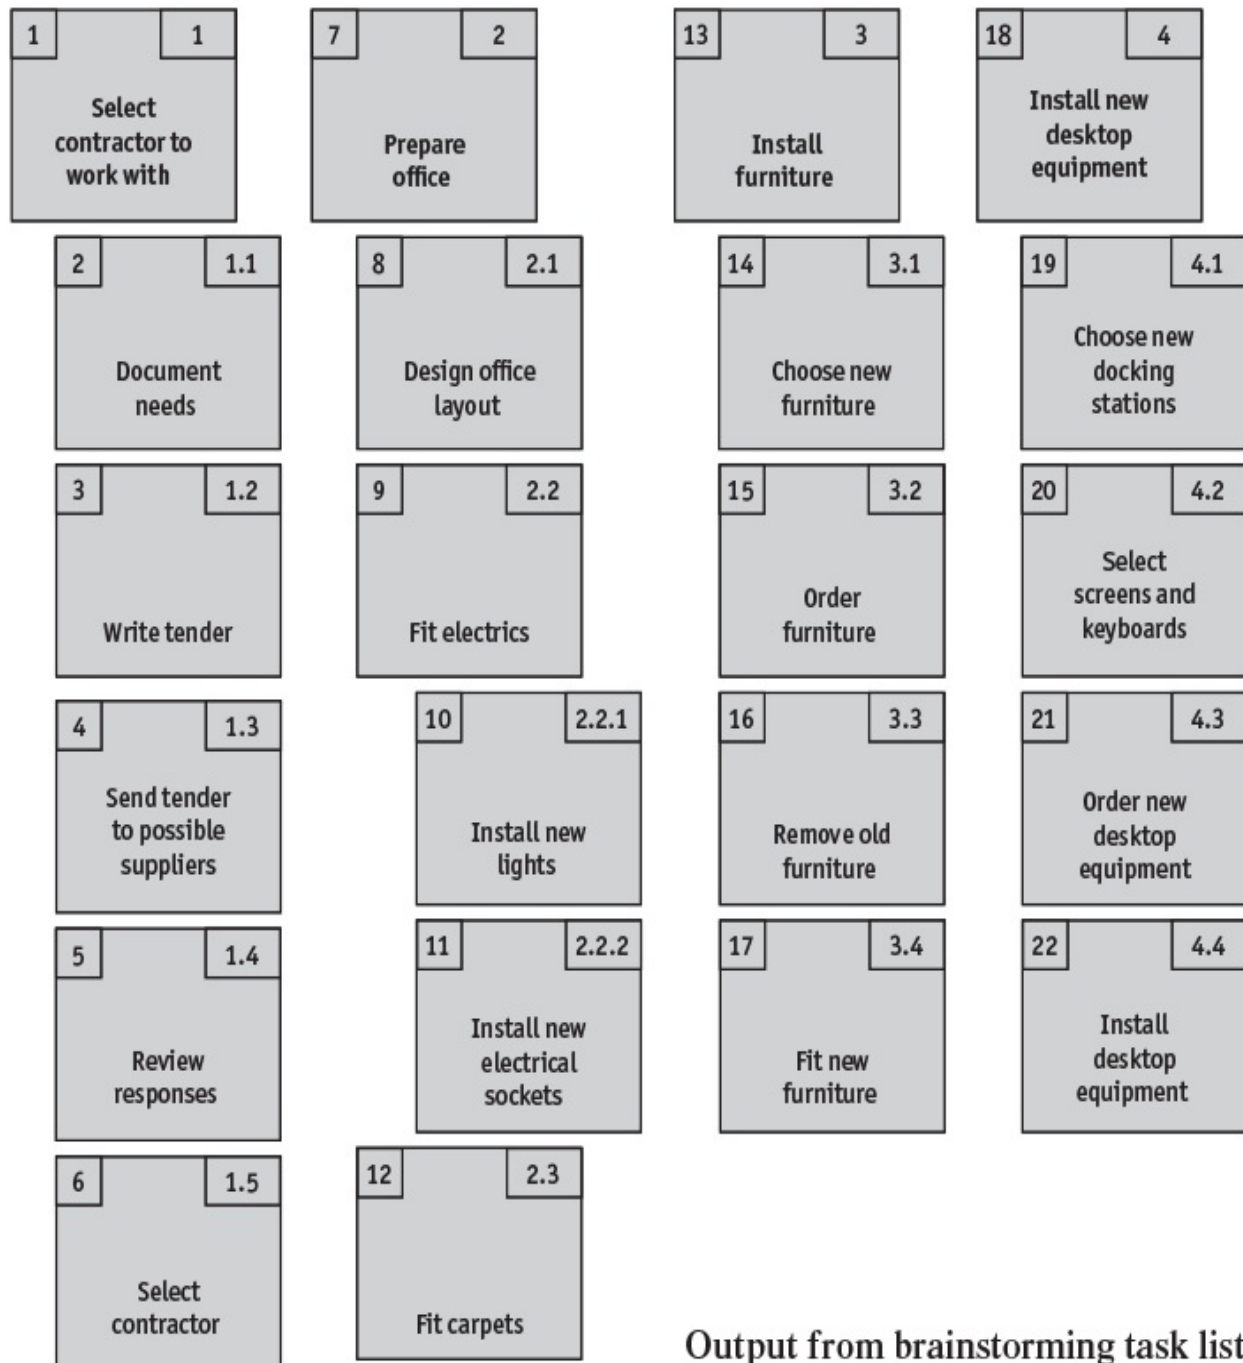 1 1
Select
contractor to
work with
2 1.1
Document
needs
3 1.2
Write tender
4 1.3
Send tender
to possible
suppliers
5 1.4
Review
responses
6 1.5
Select
contractor
7 2
Prepare
office
8 2.1
Design office
layout
9 2.2
Fit electrics
10 2.2.1
Install new
lights
11 2.2.2
Install new
electrical
sockets
12 2.3
Fit carpets
13 3
Install
furniture
14 3.1
Choose new
furniture
15 3.2
Order
furniture
16 3.3
Remove old
furniture
17 3.4
Fit new
furniture
18 4
Install new
desktop
equipment
19 4.1
Choose new
docking
stations
20 4.2
Select
screens and
keyboards
21 4.3
Order new
desktop
equipment
22 4.4
Install
desktop
equipment
Output from brainstorming task list